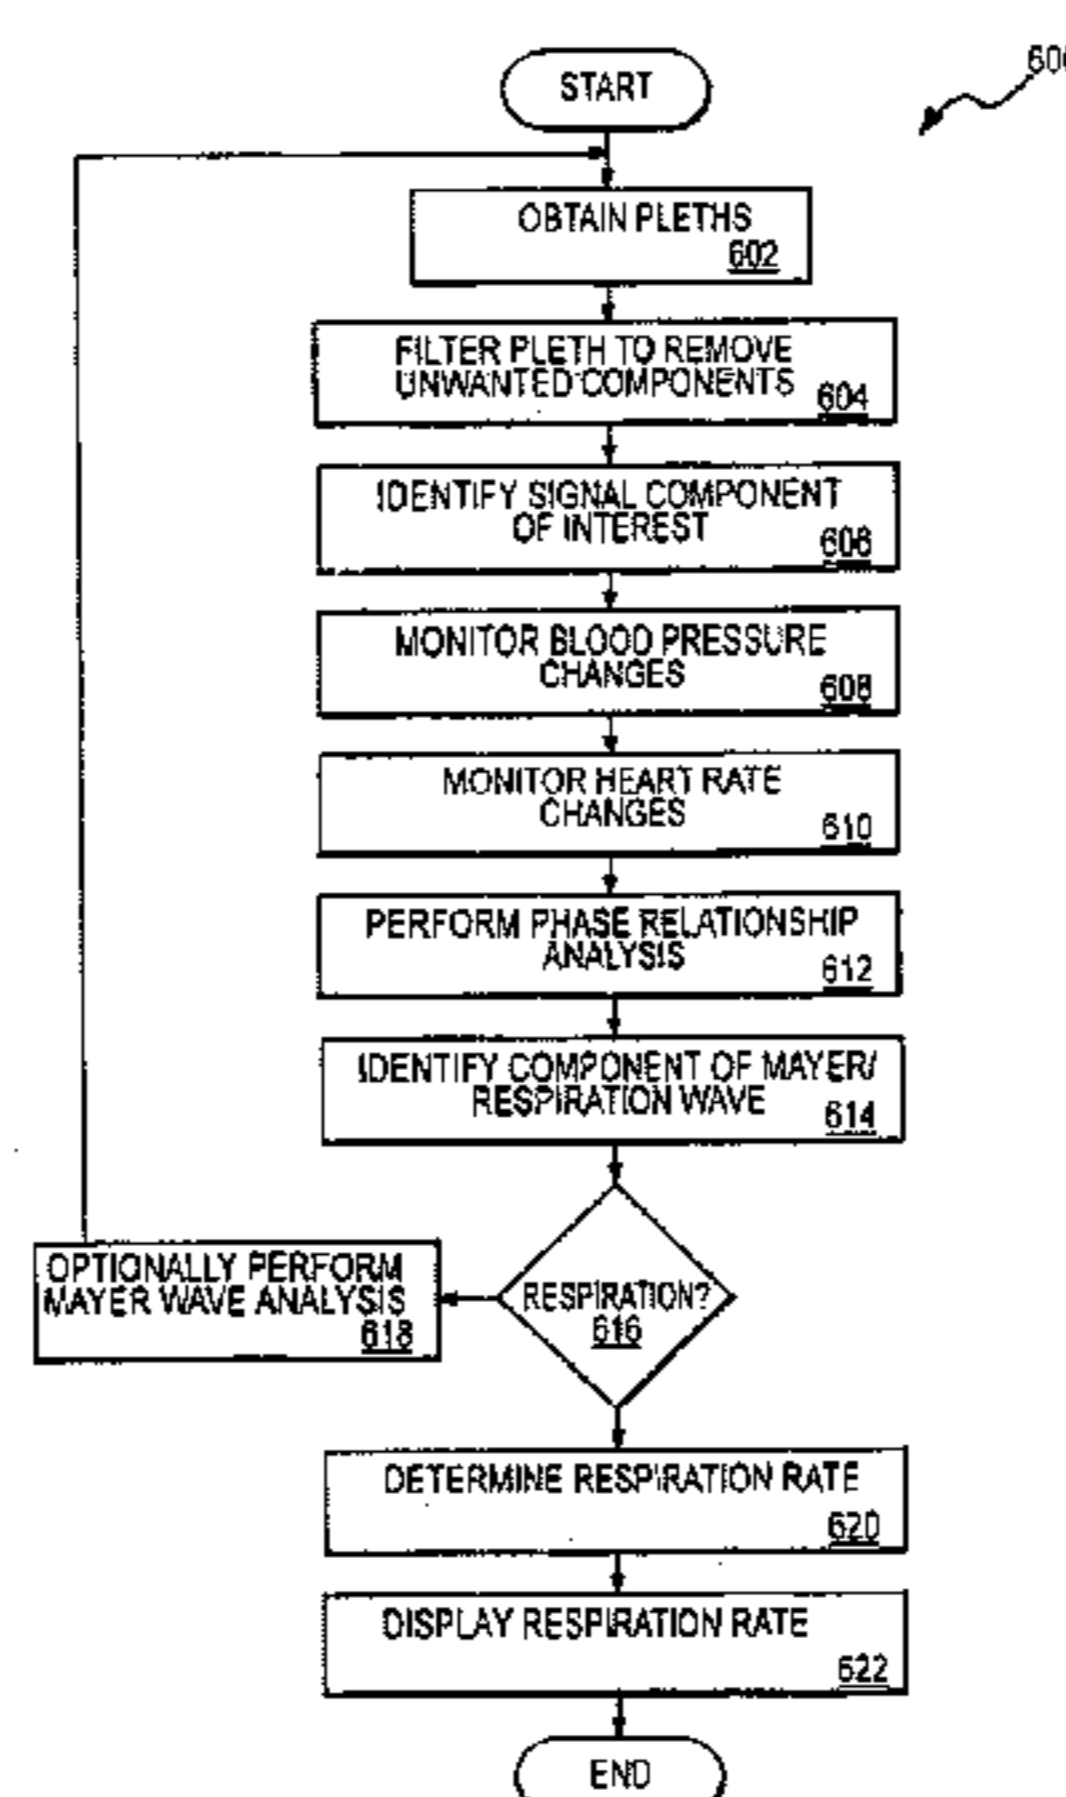 START
OBTAIN PLETHS
602
FILTER PLETH TO REMOVE
UNWANTED COMPONENTS
604
IDENTIFY SIGNAL COMPONENT
OF INTEREST
606
MONITOR BLOOD PRESSURE
CHANGES
608
MONITOR HEART RATE
CHANGES
610
PERFORM PHASE RELATIONSHIP
ANALYSIS
612
IDENTIFY COMPONENT OF MAYER/
RESPIRATION WAVE
614
OPTIONALLY PERFORM
MAYER WAVE ANALYSIS
618
RESPIRATION?
616
DETERMINE RESPIRATION RATE
620
DISPLAY RESPIRATION RATE
622
END